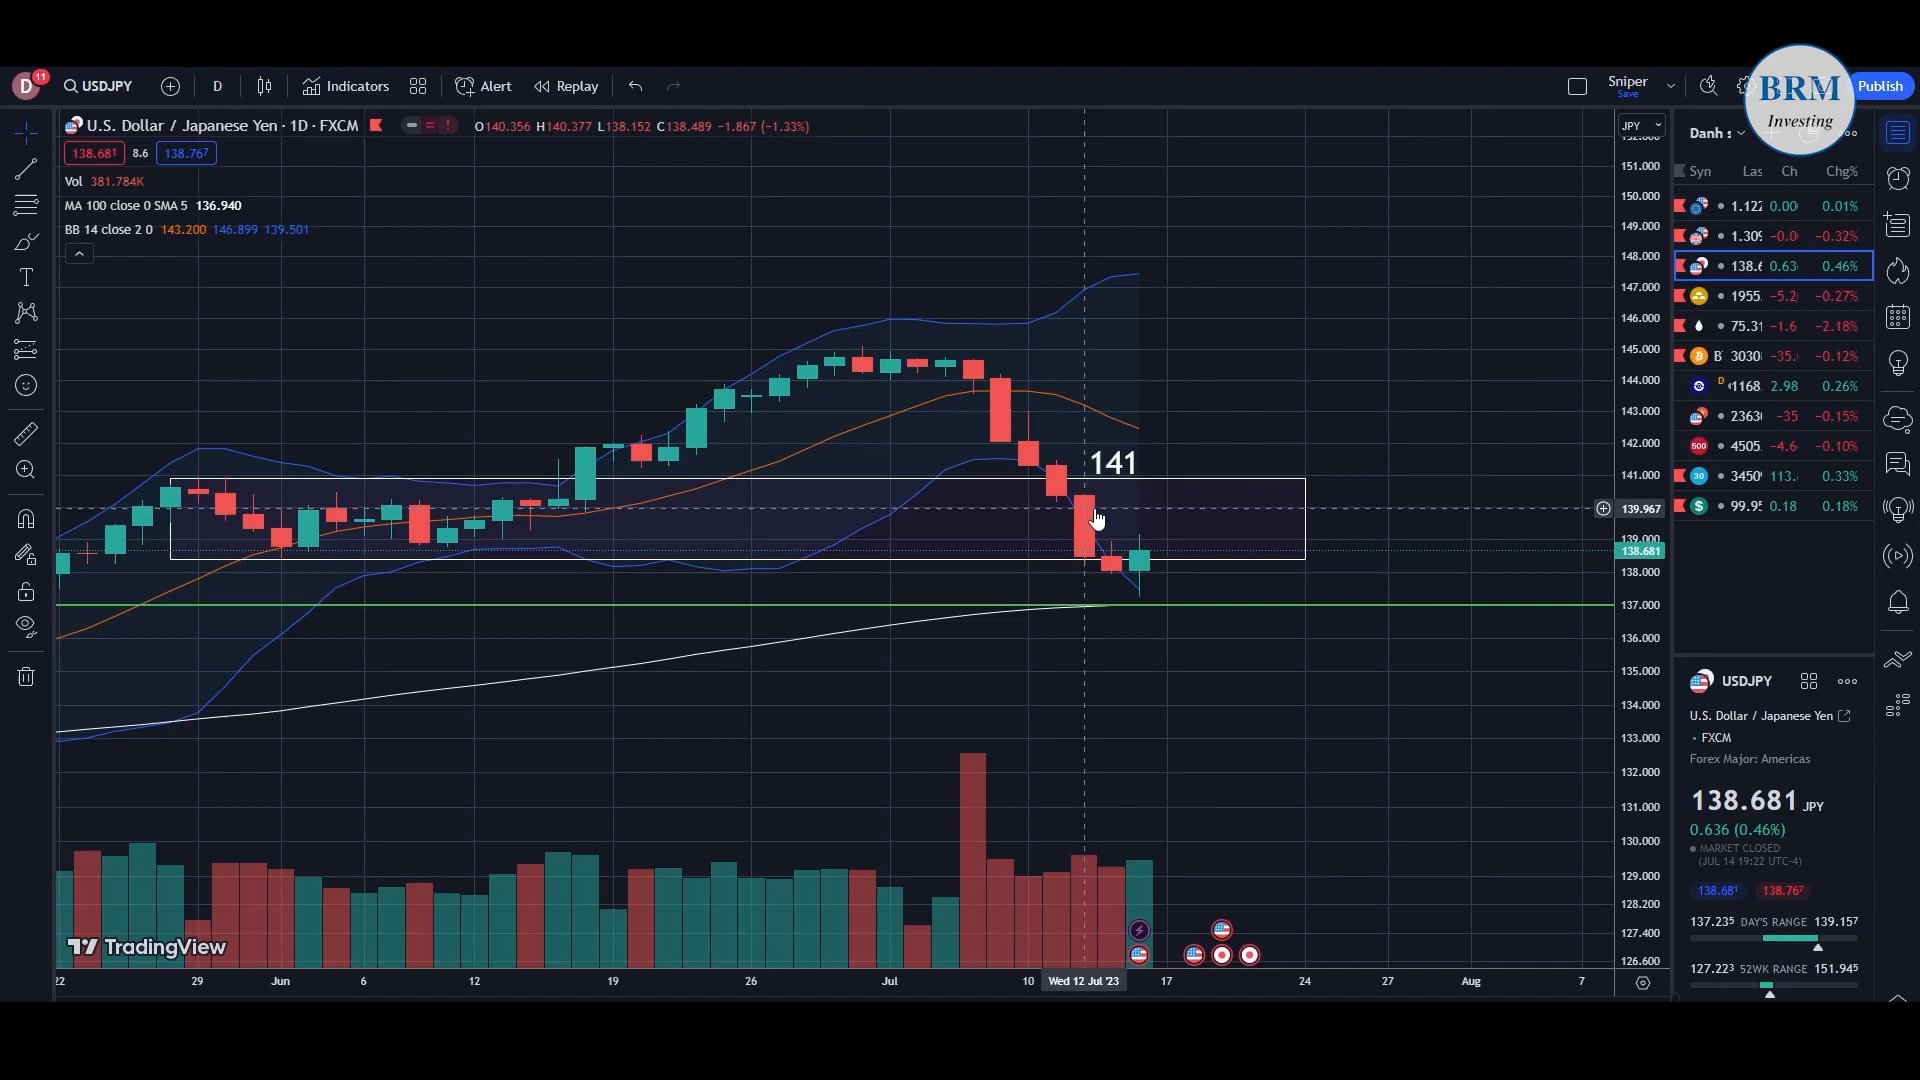 D
11
USDJPY
D
Indicators
Alert
Replay
Sniper
Save
Publish
BRM
Investing
U.S. Dollar / Japanese Yen · 1D · FXCM
O140.356 H140.377 L138.152 C138.489 −1.867 (−1.33%)
138.681
8.6
138.767
Vol 381.784K
MA 100 close 0 SMA 5 136.940
BB 14 close 2 0 143.200 146.899 139.501
141
JPY
151.000
150.000
149.000
148.000
147.000
146.000
145.000
144.000
143.000
142.000
141.000
139.967
139.000
138.681
138.000
137.000
136.000
135.000
134.000
133.000
132.000
131.000
130.000
129.000
128.200
127.400
126.600
22
29
Jun
6
12
19
26
Jul
10
Wed 12 Jul '23
17
24
27
Aug
7
TradingView
Danh s
Syn Las Ch Chg%
1.122 0.00 0.01%
1.309 −0.0 −0.32%
138.6 0.63 0.46%
1955. −5.2 −0.27%
75.31 −1.6 −2.18%
B 3030 −35. −0.12%
D 1168. 2.98 0.26%
2363 −35 −0.15%
500 4505. −4.6 −0.10%
30 3450 113. 0.33%
99.95 0.18 0.18%
USDJPY
U.S. Dollar / Japanese Yen
• FXCM
Forex Major: Americas
138.681 JPY
0.636 (0.46%)
MARKET CLOSED
(JUL 14 19:22 UTC-4)
138.681 138.767
137.235 DAY'S RANGE 139.157
127.223 52WK RANGE 151.945